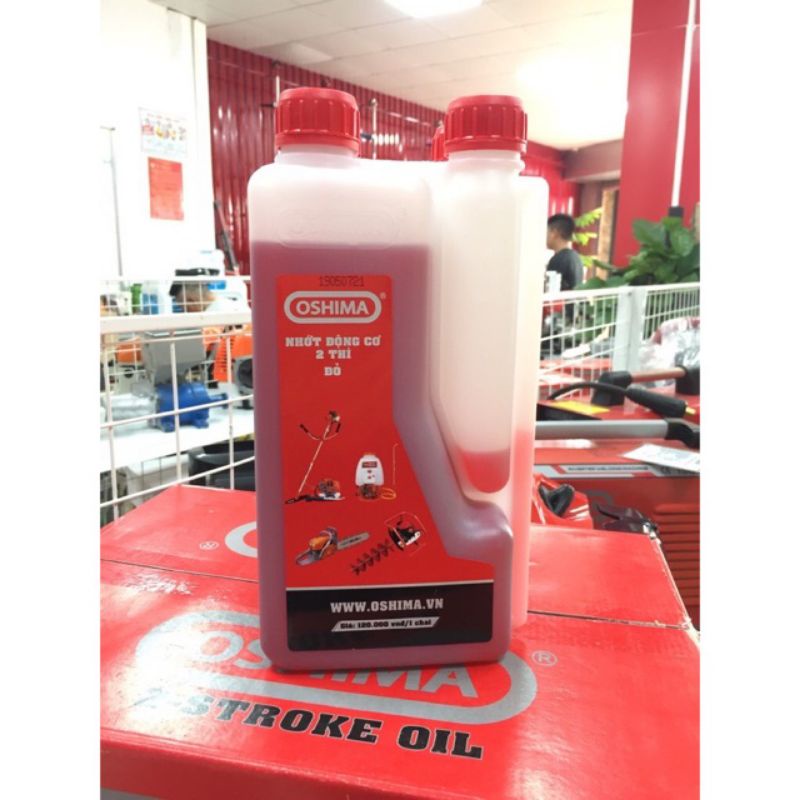 19050721
OSHIMA®
NHỚT ĐỘNG CƠ
2 THÌ
ĐỎ
WWW.OSHIMA.VN
Giá: 120.000 vnđ/1 chai
OSHIMA®
2-STROKE OIL